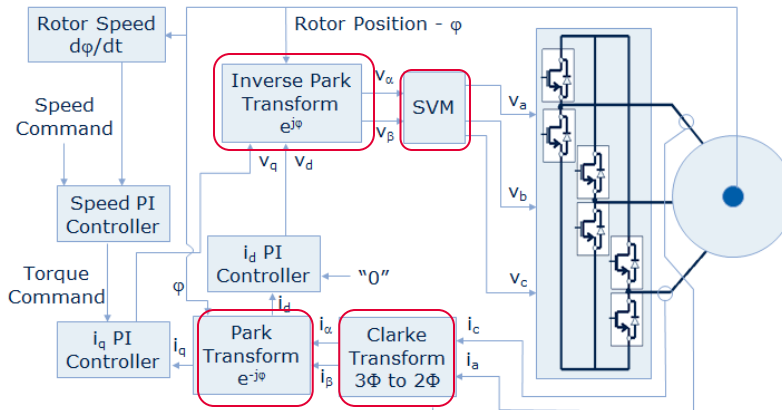 Rotor Speed
dφ/dt
Rotor Position - φ
Inverse Park
Transform
e^jφ
vα
vβ
SVM
va
vb
vc
Speed
Command
vq
vd
Speed PI
Controller
id PI
Controller
"0"
Torque
Command
φ
id
iq PI
Controller
iq
Park
Transform
e^-jφ
iα
iβ
Clarke
Transform
3Φ to 2Φ
ic
ia